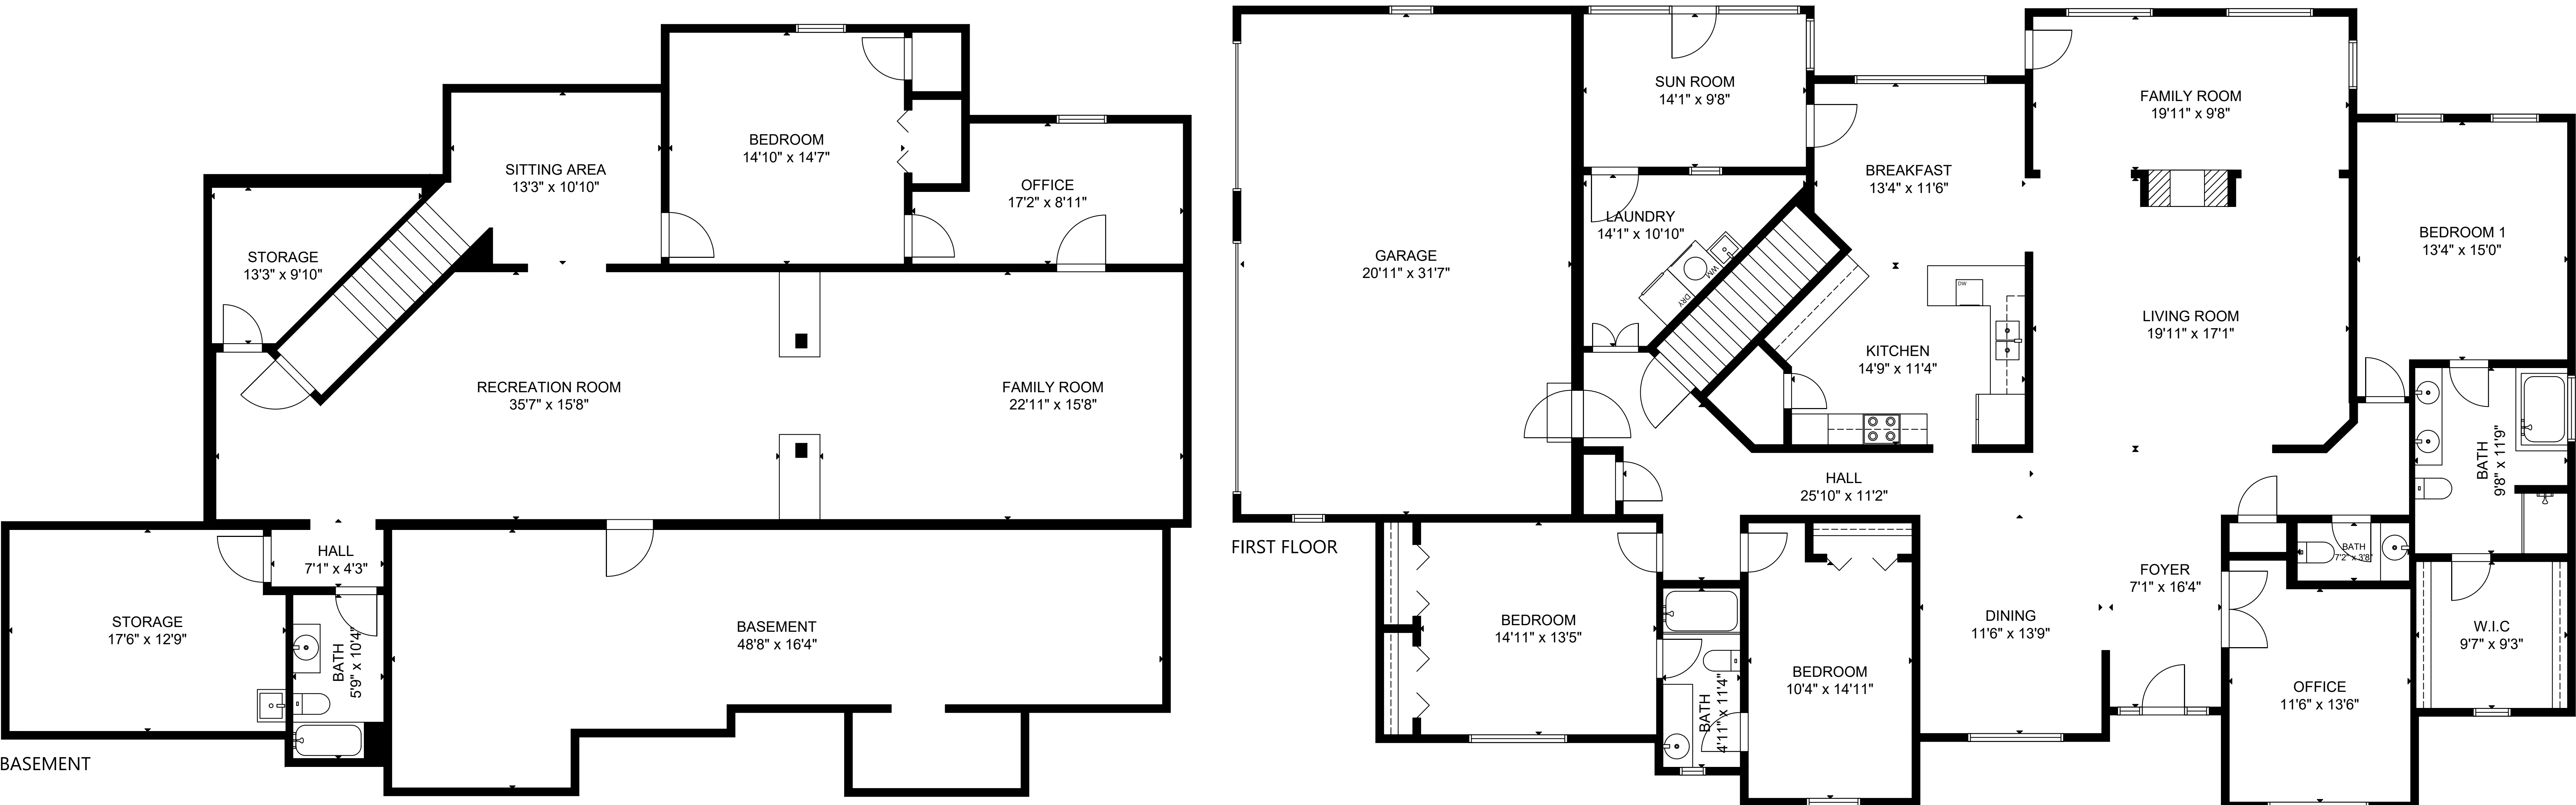 BEDROOM
14'10" x 14'7"
SITTING AREA
13'3" x 10'10"
OFFICE
17'2" x 8'11"
STORAGE
13'3" x 9'10"
RECREATION ROOM
35'7" x 15'8"
FAMILY ROOM
22'11" x 15'8"
HALL
7'1" x 4'3"
STORAGE
17'6" x 12'9"
BATH
5'9" x 10'4"
BASEMENT
48'8" x 16'4"
BASEMENT
SUN ROOM
14'1" x 9'8"
FAMILY ROOM
19'11" x 9'8"
BREAKFAST
13'4" x 11'6"
LAUNDRY
14'1" x 10'10"
WM
DRY
GARAGE
20'11" x 31'7"
BEDROOM 1
13'4" x 15'0"
DW
LIVING ROOM
19'11" x 17'1"
KITCHEN
14'9" x 11'4"
BATH
9'8" x 11'9"
HALL
25'10" x 11'2"
FIRST FLOOR
BATH
7'2" x 3'8"
FOYER
7'1" x 16'4"
DINING
11'6" x 13'9"
BEDROOM
14'11" x 13'5"
W.I.C
9'7" x 9'3"
BEDROOM
10'4" x 14'11"
BATH
4'11" x 11'4"
OFFICE
11'6" x 13'6"